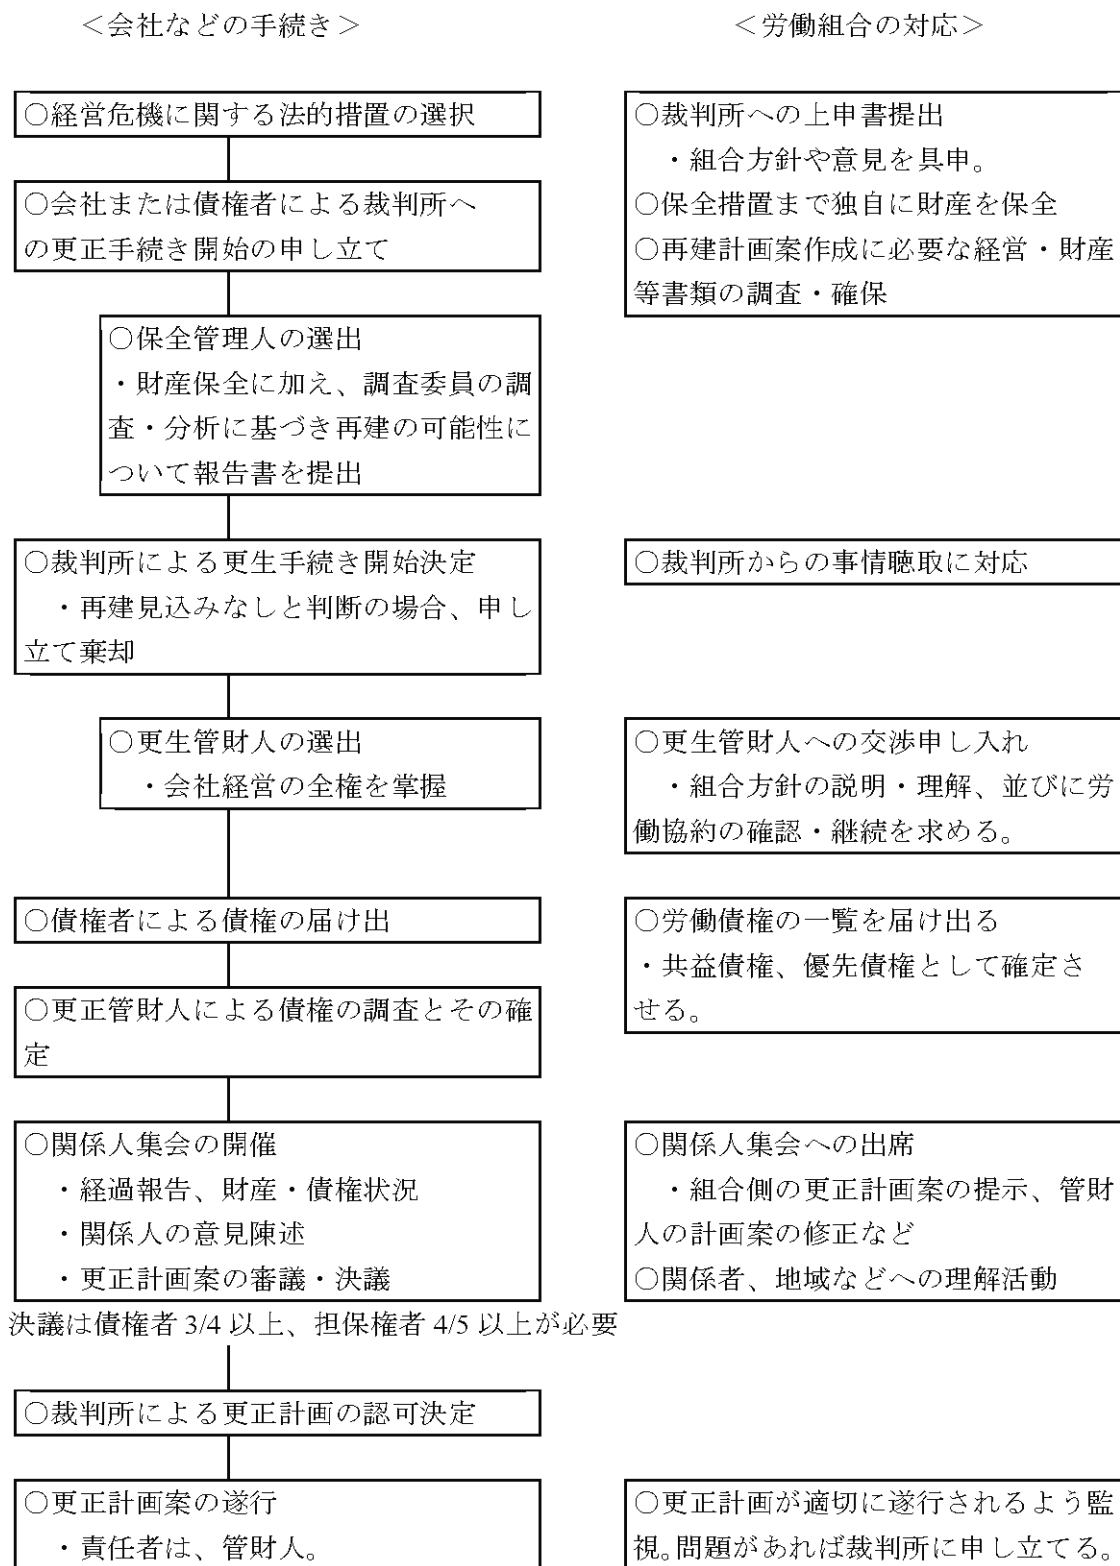 ＜会社などの手続き＞
＜労働組合の対応＞
○経営危機に関する法的措置の選択
○会社または債権者による裁判所へ
の更正手続き開始の申し立て
○保全管理人の選出
・財産保全に加え、調査委員の調
査・分析に基づき再建の可能性に
ついて報告書を提出
○裁判所による更生手続き開始決定
・再建見込みなしと判断の場合、申し
立て棄却
○更生管財人の選出
・会社経営の全権を掌握
○債権者による債権の届け出
○更正管財人による債権の調査とその確
定
○関係人集会の開催
・経過報告、財産・債権状況
・関係人の意見陳述
・更正計画案の審議・決議
決議は債権者 3/4 以上、担保権者 4/5 以上が必要
○裁判所による更正計画の認可決定
○更正計画案の遂行
・責任者は、管財人。
○裁判所への上申書提出
・組合方針や意見を具申。
○保全措置まで独自に財産を保全
○再建計画案作成に必要な経営・財産
等書類の調査・確保
○裁判所からの事情聴取に対応
○更生管財人への交渉申し入れ
・組合方針の説明・理解、並びに労
働協約の確認・継続を求める。
○労働債権の一覧を届け出る
・共益債権、優先債権として確定さ
せる。
○関係人集会への出席
・組合側の更正計画案の提示、管財
人の計画案の修正など
○関係者、地域などへの理解活動
○更正計画が適切に遂行されるよう監
視。問題があれば裁判所に申し立てる。